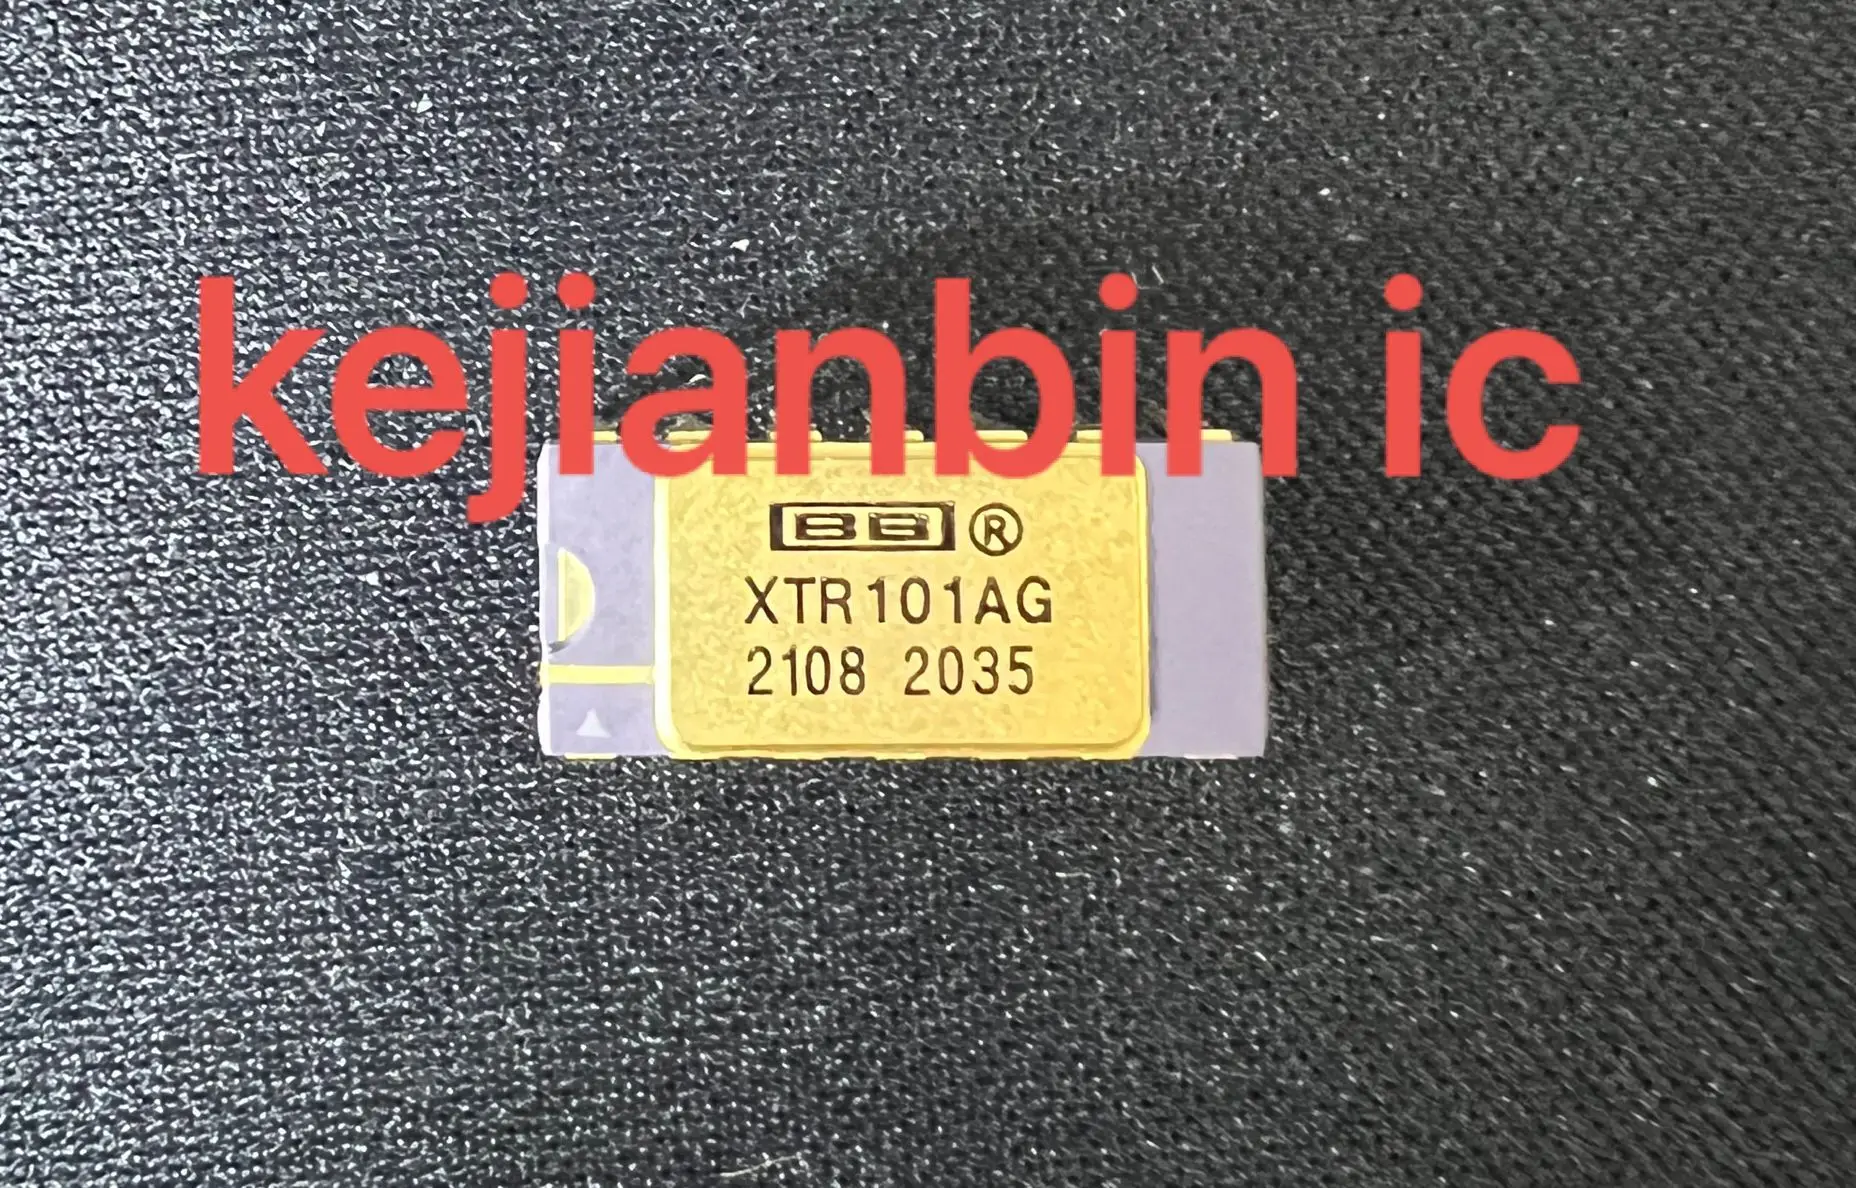 kejianbin ic
BB ®
XTR101AG
2108 2035